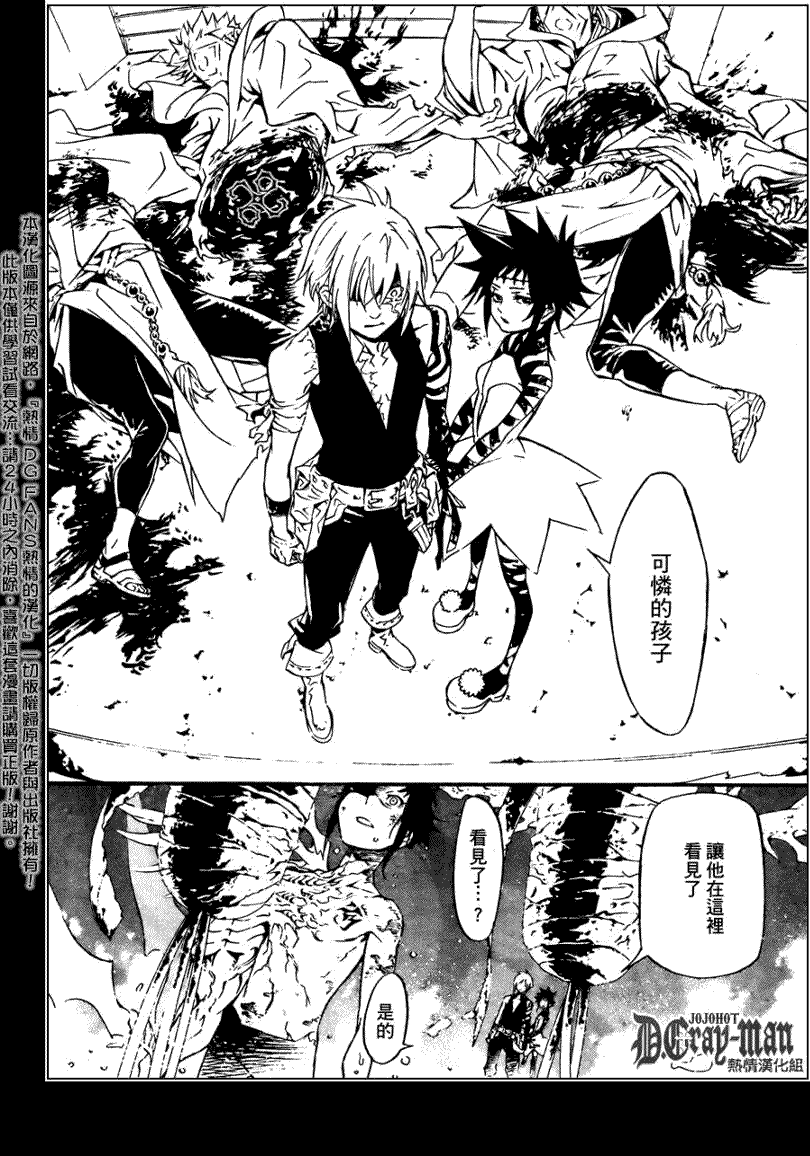 可憐的孩子
讓他在這裡
看見了
看見了…？
是的
JOJOHOT
D.Gray-man
熱情漢化組
本漢化圖源來自於網路，『熱情DG FANS熱情的漢化』一切版權歸原作者與出版社擁有！
此版本僅供學習試看交流…請24小時之內消除，喜歡這套漫畫請購買正版！謝謝。